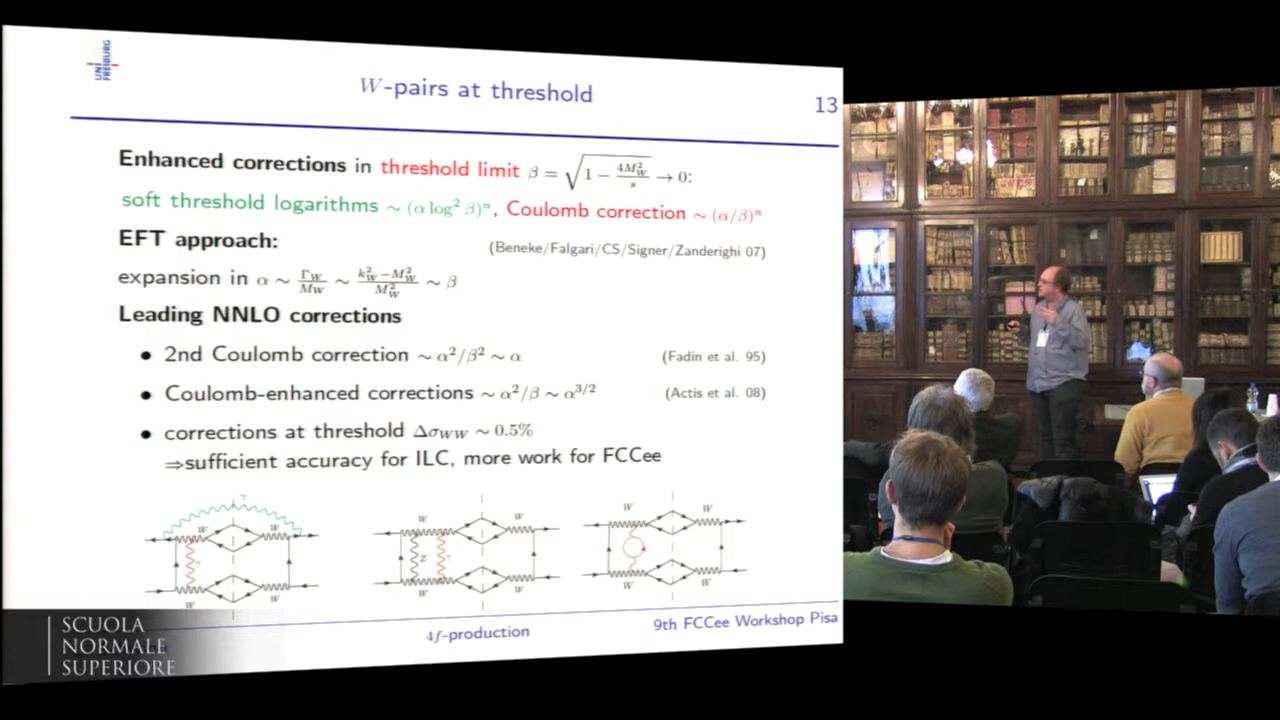 UNI
FREIBURG
W-pairs at threshold
13
Enhanced corrections in threshold limit β = √(1 − 4M_W²/s) → 0:
soft threshold logarithms ∼ (α log² β)ⁿ, Coulomb correction ∼ (α/β)ⁿ
EFT approach: (Beneke/Falgari/CS/Signer/Zanderighi 07)
expansion in α ∼ Γ_W/M_W ∼ (k_W² − M_W²)/M_W² ∼ β
Leading NNLO corrections
• 2nd Coulomb correction ∼ α²/β² ∼ α (Fadin et al. 95)
• Coulomb-enhanced corrections ∼ α²/β ∼ α^(3/2) (Actis et al. 08)
• corrections at threshold Δσ_WW ∼ 0.5%
⇒sufficient accuracy for ILC, more work for FCCee
γ
W W
γ
W W
W W
Z γ
W W
W W
W W
4f-production
9th FCCee Workshop Pisa
SCUOLA
NORMALE
SUPERIORE